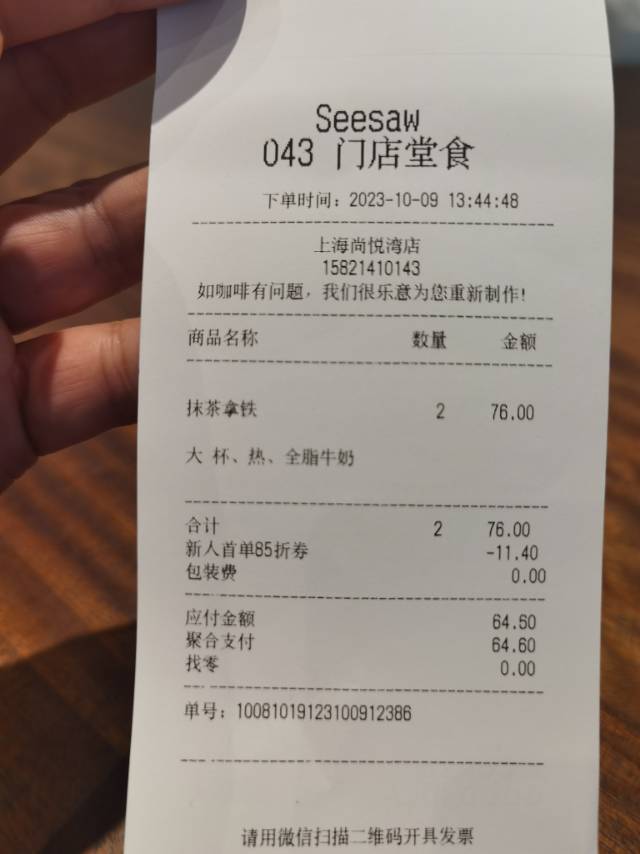 Seesaw
043 门店堂食
下单时间：2023-10-09 13:44:48
上海尚悦湾店
15821410143
如咖啡有问题，我们很乐意为您重新制作！
商品名称 数量 金额
抹茶拿铁 2 76.00
大 杯、热、全脂牛奶
合计 2 76.00
新人首单85折券 -11.40
包装费 0.00
应付金额 64.60
聚合支付 64.60
找零 0.00
单号：10081019123100912386
请用微信扫描二维码开具发票